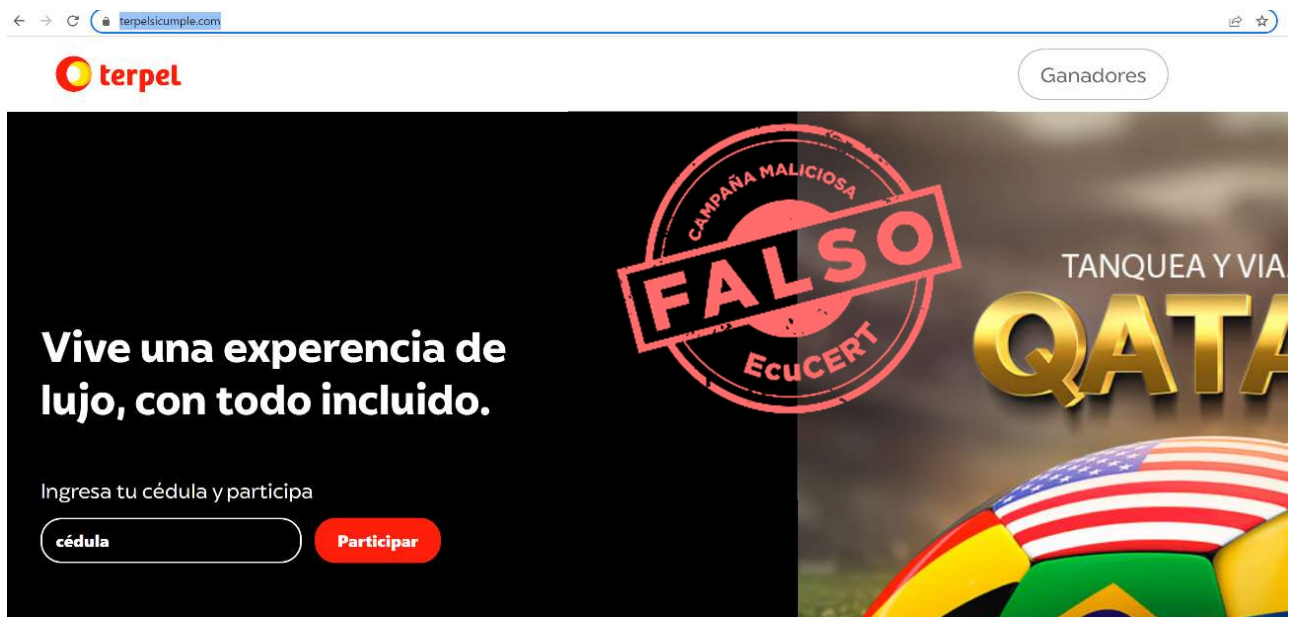 terpelsicumple.com
terpel
Ganadores
CAMPAÑA MALICIOSA
FALSO
EcuCERT
TANQUEA Y VIA
QATA
Vive una experencia de
lujo, con todo incluido.
Ingresa tu cédula y participa
cédula
Participar